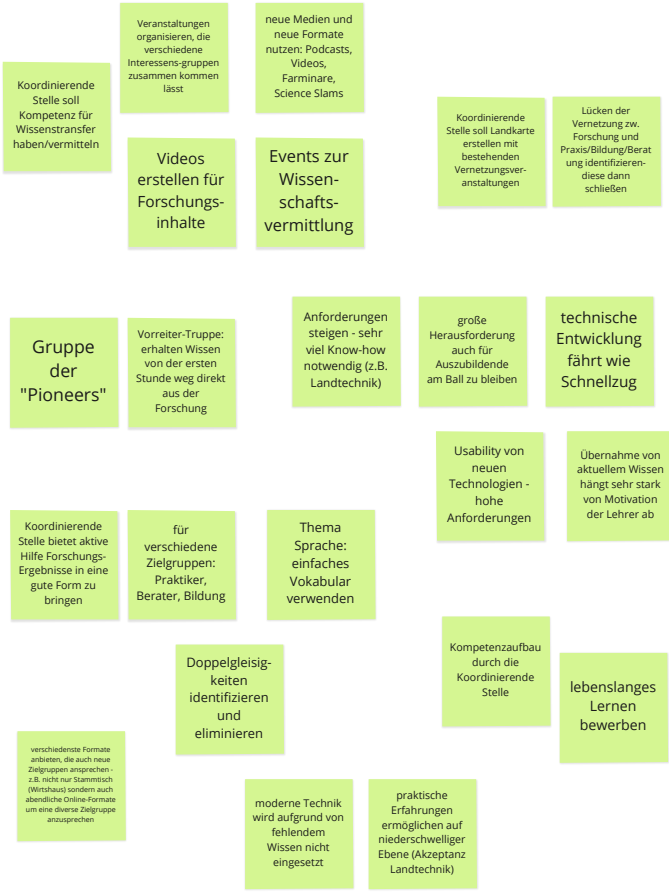 Koordinierende
Stelle soll
Kompetenz für
Wissenstransfer
haben/vermitteln
Veranstaltungen
organisieren, die
verschiedene
Interessens-gruppen
zusammen kommen
lässt
neue Medien und
neue Formate
nutzen: Podcasts,
Videos,
Farminare,
Science Slams
Videos
erstellen für
Forschungs-
inhalte
Events zur
Wissen-
schafts-
vermittlung
Koordinierende
Stelle soll Landkarte
erstellen mit
bestehenden
Vernetzungsver-
anstaltungen
Lücken der
Vernetzung zw.
Forschung und
Praxis/Bildung/Berat
ung identifizieren-
diese dann
schließen
Gruppe
der
"Pioneers"
Vorreiter-Truppe:
erhalten Wissen
von der ersten
Stunde weg direkt
aus der
Forschung
Anforderungen
steigen - sehr
viel Know-how
notwendig (z.B.
Landtechnik)
große
Herausforderung
auch für
Auszubildende
am Ball zu bleiben
technische
Entwicklung
fährt wie
Schnellzug
Usability von
neuen
Technologien -
hohe
Anforderungen
Übernahme von
aktuellem Wissen
hängt sehr stark
von Motivation
der Lehrer ab
Koordinierende
Stelle bietet aktive
Hilfe Forschungs-
Ergebnisse in eine
gute Form zu
bringen
für
verschiedene
Zielgruppen:
Praktiker,
Berater, Bildung
Thema
Sprache:
einfaches
Vokabular
verwenden
Doppelgleisig-
keiten
identifizieren
und
eliminieren
Kompetenzaufbau
durch die
Koordinierende
Stelle
lebenslanges
Lernen
bewerben
verschiedenste Formate
anbieten, die auch neue
Zielgruppen ansprechen -
z.B. nicht nur Stammtisch
(Wirtshaus) sondern auch
abendliche Online-Formate
um eine diverse Zielgruppe
anzusprechen
moderne Technik
wird aufgrund von
fehlendem
Wissen nicht
eingesetzt
praktische
Erfahrungen
ermöglichen auf
niederschwelliger
Ebene (Akzeptanz
Landtechnik)